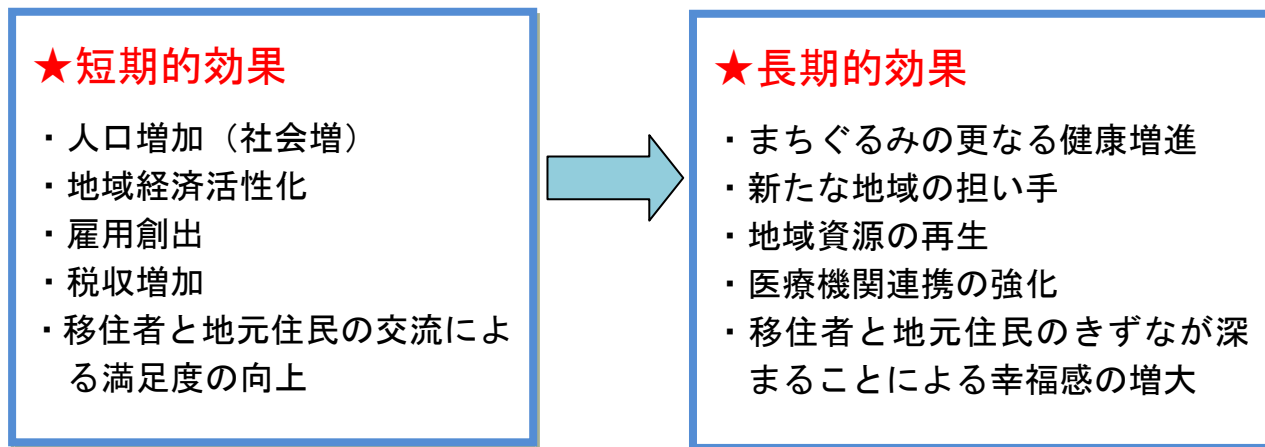 ★短期的効果
・人口増加（社会増）
・地域経済活性化
・雇用創出
・税収増加
・移住者と地元住民の交流によ
る満足度の向上
★長期的効果
・まちぐるみの更なる健康増進
・新たな地域の担い手
・地域資源の再生
・医療機関連携の強化
・移住者と地元住民のきずなが深
まることによる幸福感の増大